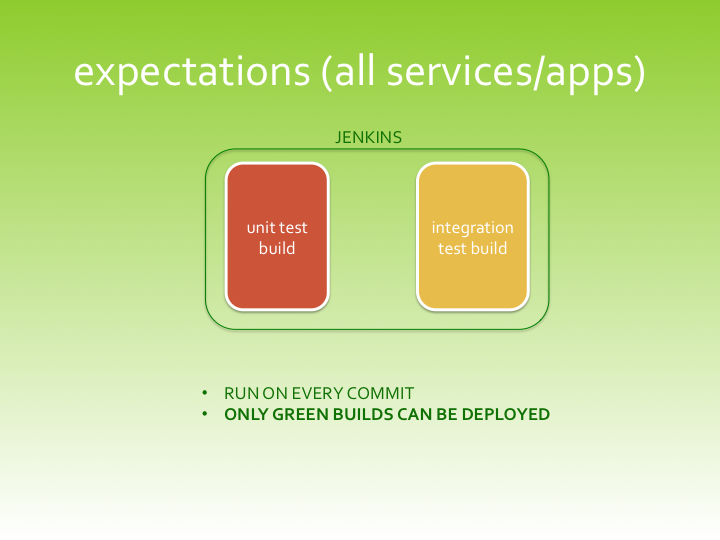 expectations (all services/apps)
JENKINS
unit test
build
integration
test build
• RUN ON EVERY COMMIT
• ONLY GREEN BUILDS CAN BE DEPLOYED